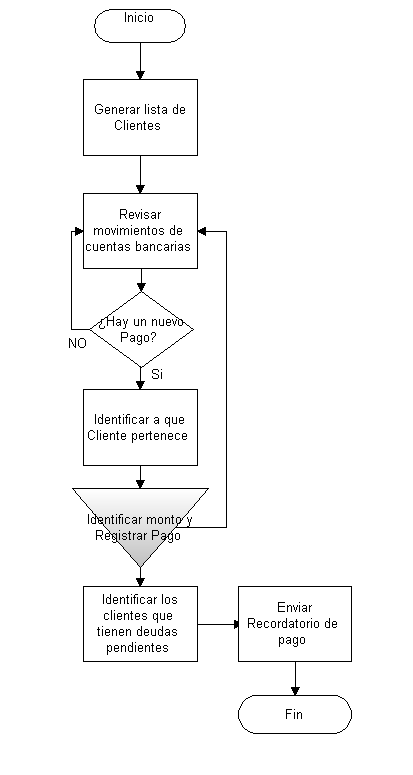 Inicio
Generar lista de
Clientes
Revisar
movimientos de
cuentas bancarias
¿Hay un nuevo
Pago?
NO
Si
Identificar a que
Cliente pertenece
Identificar monto y
Registrar Pago
Identificar los
clientes que
tienen deudas
pendientes
Enviar
Recordatorio de
pago
Fin